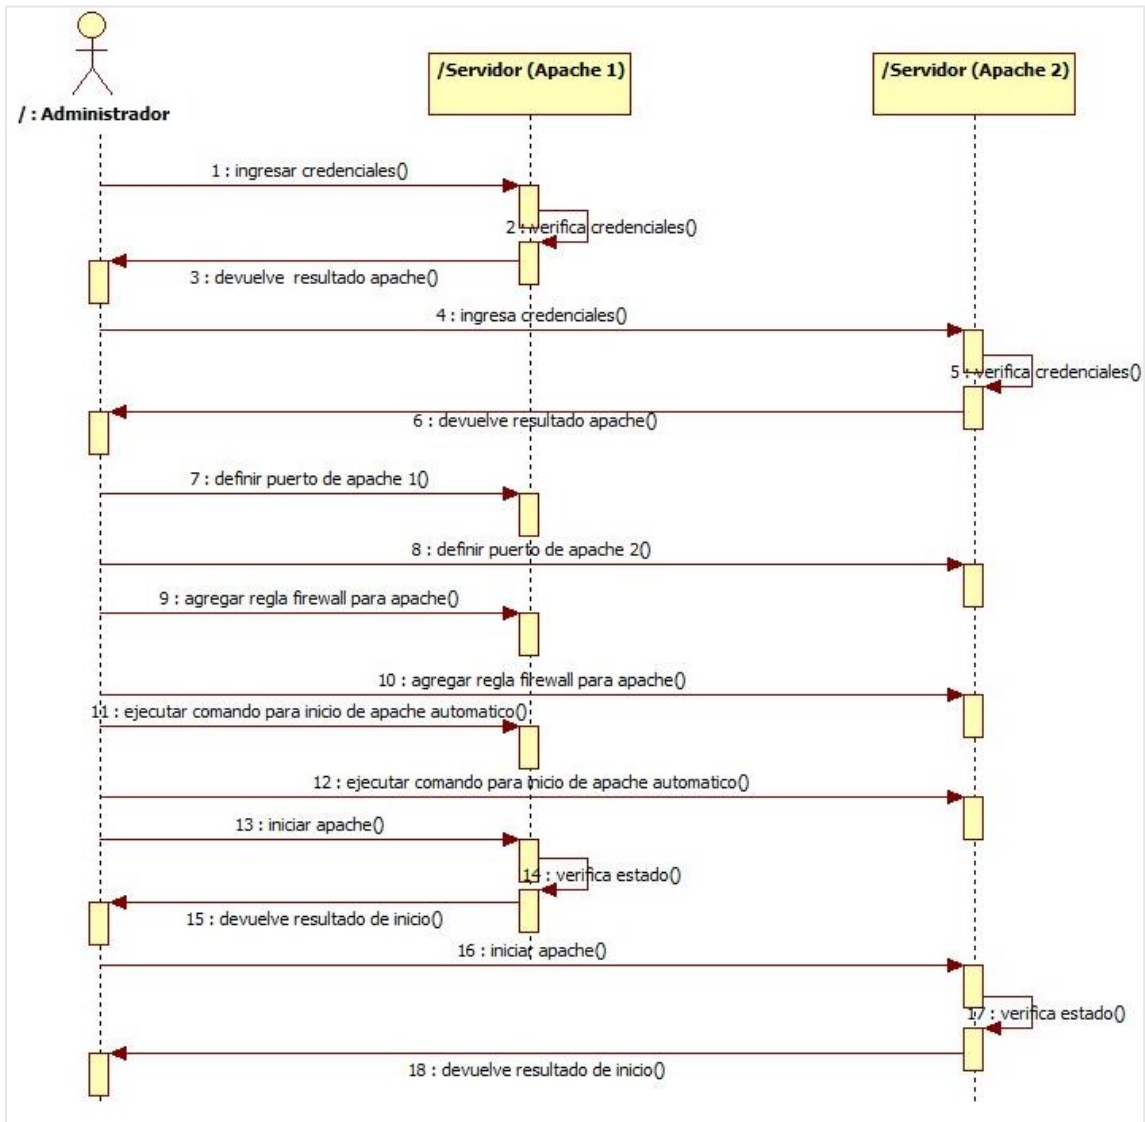 / : Administrador
/Servidor (Apache 1)
/Servidor (Apache 2)
1 : ingresar credenciales()
2 : verifica credenciales()
3 : devuelve  resultado apache()
4 : ingresa credenciales()
5 : verifica credenciales()
6 : devuelve resultado apache()
7 : definir puerto de apache 1()
8 : definir puerto de apache 2()
9 : agregar regla firewall para apache()
10 : agregar regla firewall para apache()
11 : ejecutar comando para inicio de apache automatico()
12 : ejecutar comando para inicio de apache automatico()
13 : iniciar apache()
14 : verifica estado()
15 : devuelve resultado de inicio()
16 : iniciar apache()
17 : verifica estado()
18 : devuelve resultado de inicio()